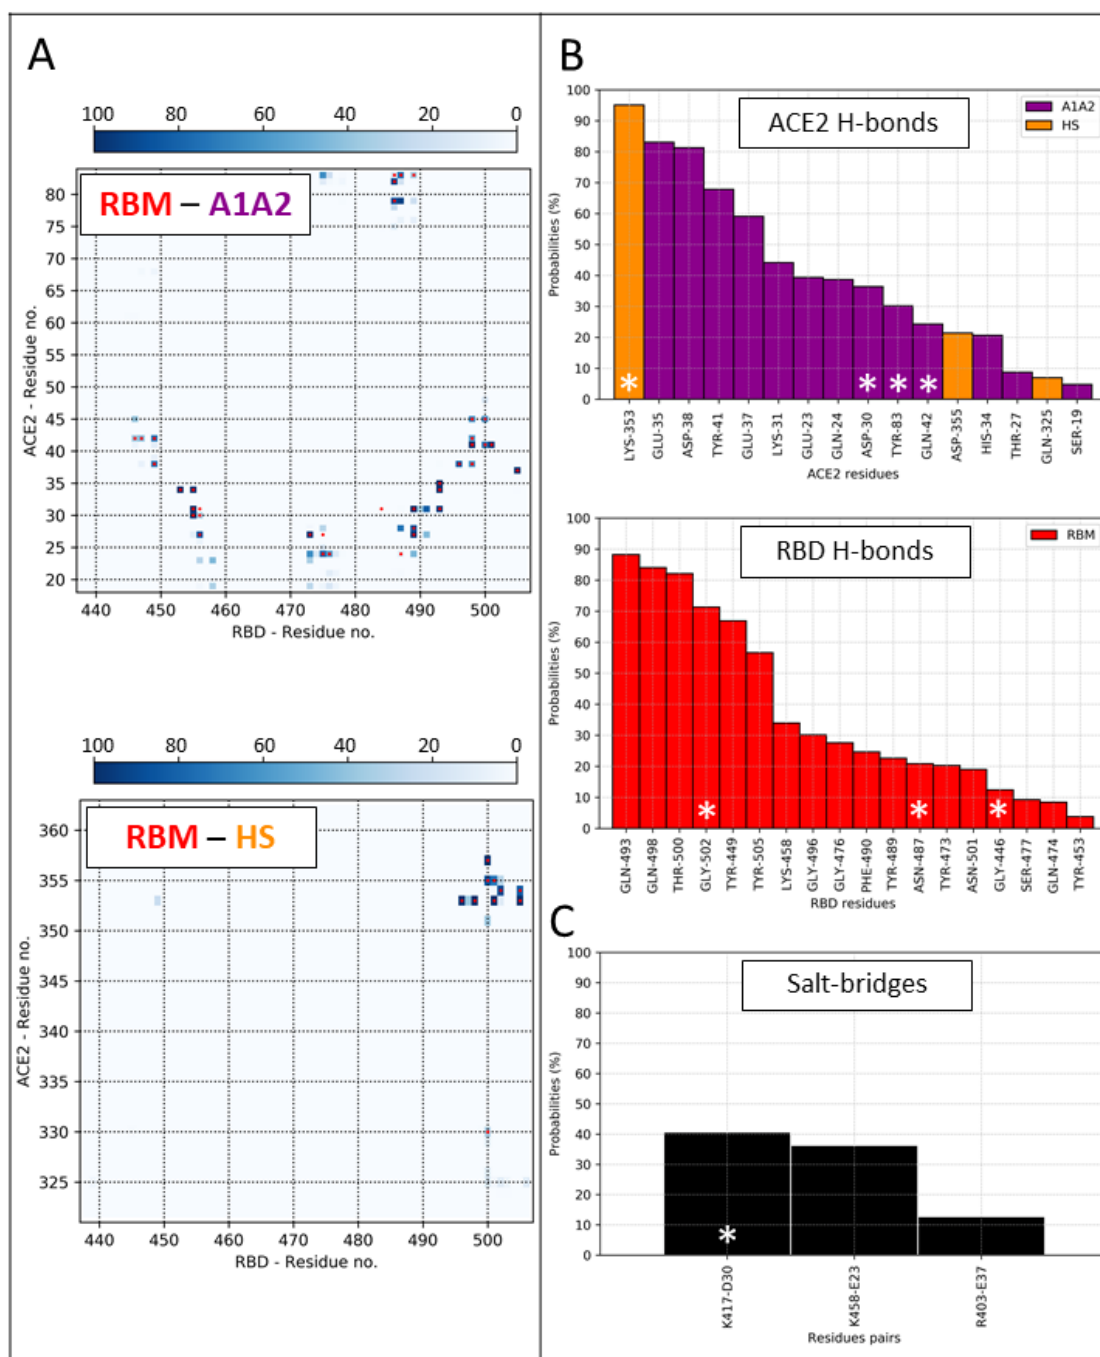 A
100 80 60 40 20 0
RBM – A1A2
80
75
70
65
60
55
50
45
40
35
30
25
20
ACE2 - Residue no.
440 450 460 470 480 490 500
RBD - Residue no.
100 80 60 40 20 0
RBM – HS
360
355
350
345
340
335
330
325
ACE2 - Residue no.
440 450 460 470 480 490 500
RBD - Residue no.
B
ACE2 H-bonds
A1A2
HS
100
90
80
70
60
50
40
30
20
10
0
Probabilities (%)
* * * *
LYS-353 GLU-35 ASP-38 TYR-41 GLU-37 LYS-31 GLU-23 GLN-24 ASP-30 TYR-83 GLN-42 ASP-355 HIS-34 THR-27 GLN-325 SER-19
ACE2 residues
RBD H-bonds
RBM
100
90
80
70
60
50
40
30
20
10
0
Probabilities (%)
* * *
GLN-493 GLN-498 THR-500 GLY-502 TYR-449 TYR-505 LYS-458 GLY-496 GLY-476 PHE-490 TYR-489 ASN-487 TYR-473 ASN-501 GLY-446 SER-477 GLN-474 TYR-453
RBD residues
C
Salt-bridges
100
90
80
70
60
50
40
30
20
10
0
Probabilities (%)
*
K417-D30 K458-E23 R403-E37
Residues pairs